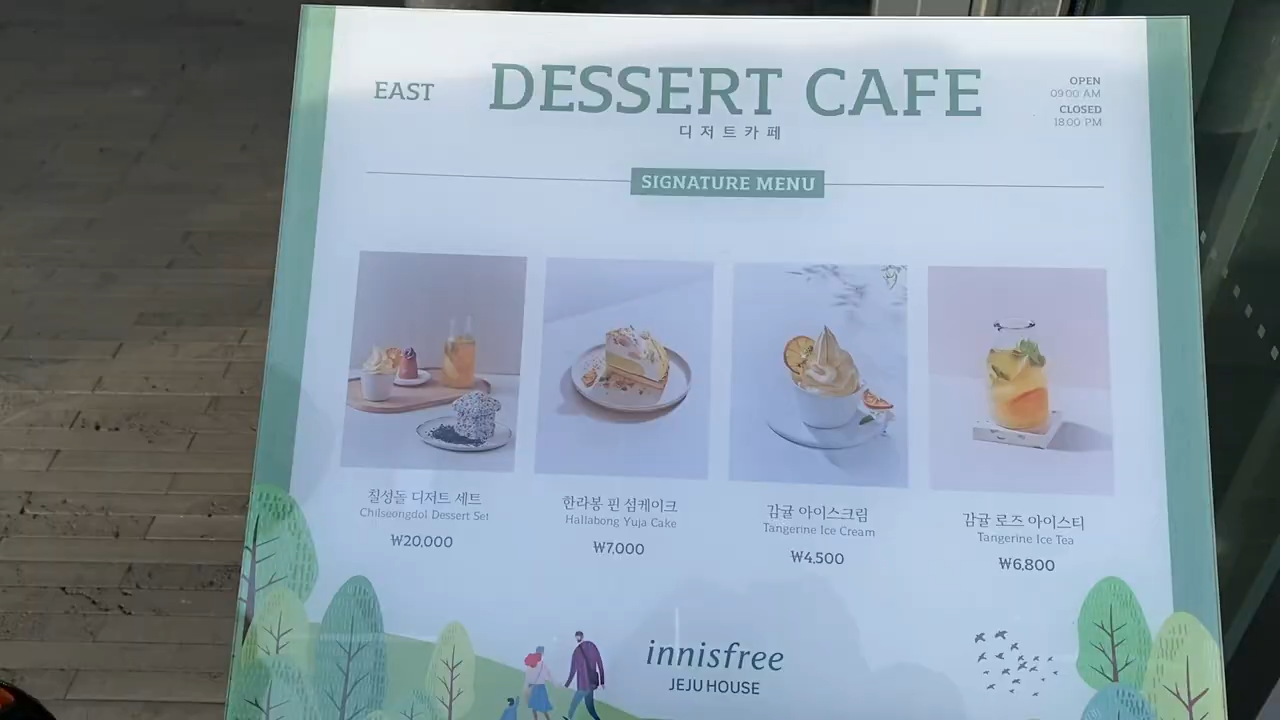 EAST
DESSERT CAFE
디저트카페
OPEN
09:00 AM
CLOSED
18:00 PM
SIGNATURE MENU
칠성돌 디저트 세트
Chilseongdol Dessert Set
₩20,000
한라봉 핀 섬케이크
Hallabong Yuja Cake
₩7,000
감귤 아이스크림
Tangerine Ice Cream
₩4,500
감귤 로즈 아이스티
Tangerine Ice Tea
₩6,800
innisfree
JEJU HOUSE